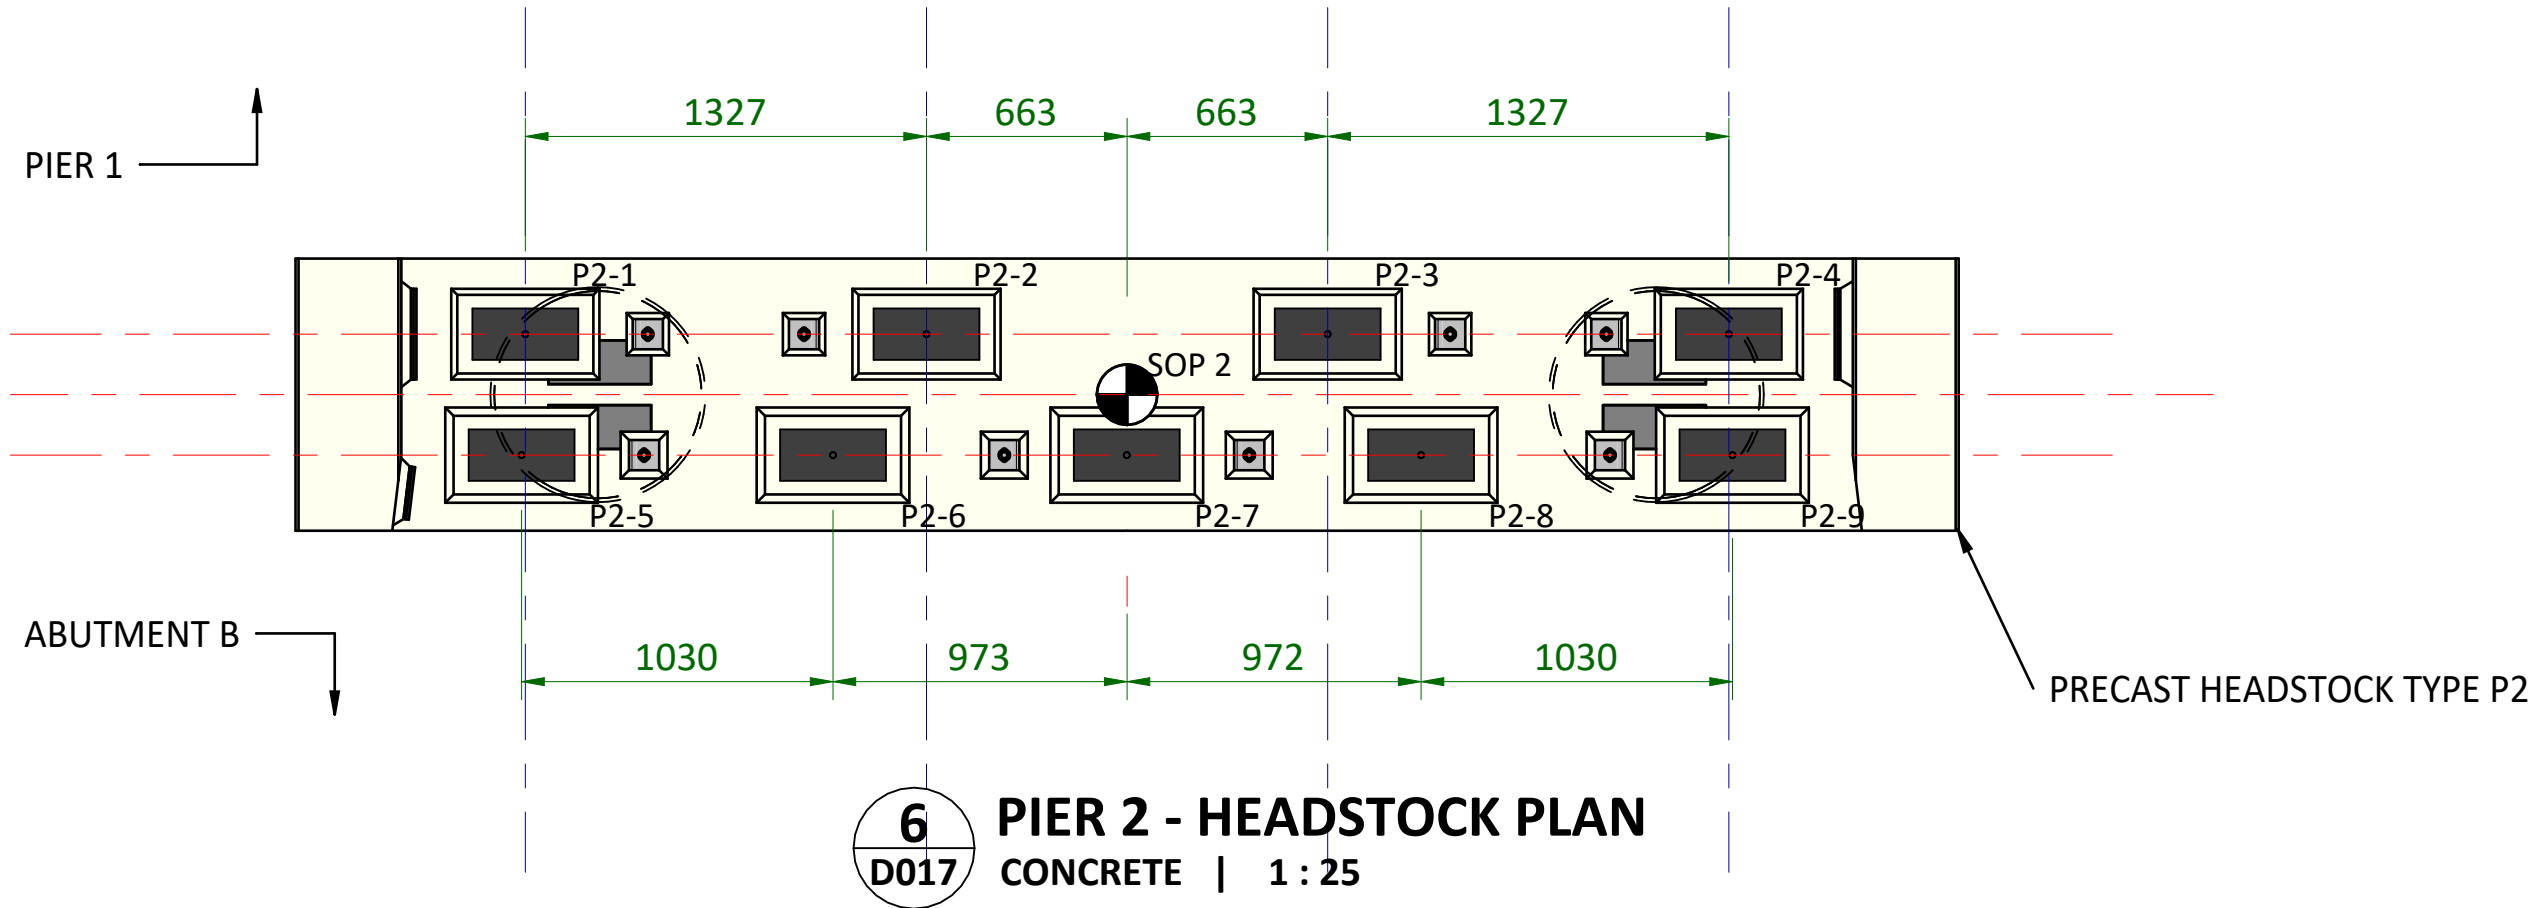 1327 663 663 1327
PIER 1
P2-1 P2-2 P2-3 P2-4
SOP 2
P2-5 P2-6 P2-7 P2-8 P2-9
ABUTMENT B
1030 973 972 1030
PRECAST HEADSTOCK TYPE P2
6 PIER 2 - HEADSTOCK PLAN
D017 CONCRETE | 1 : 25